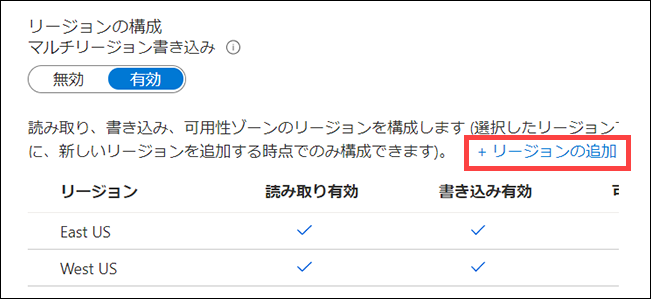 リージョンの構成
マルチリージョン書き込み
無効 有効
読み取り、書き込み、可用性ゾーンのリージョンを構成します (選択したリージョン
に、新しいリージョンを追加する時点でのみ構成できます)。 + リージョンの追加
リージョン 読み取り有効 書き込み有効
East US
West US